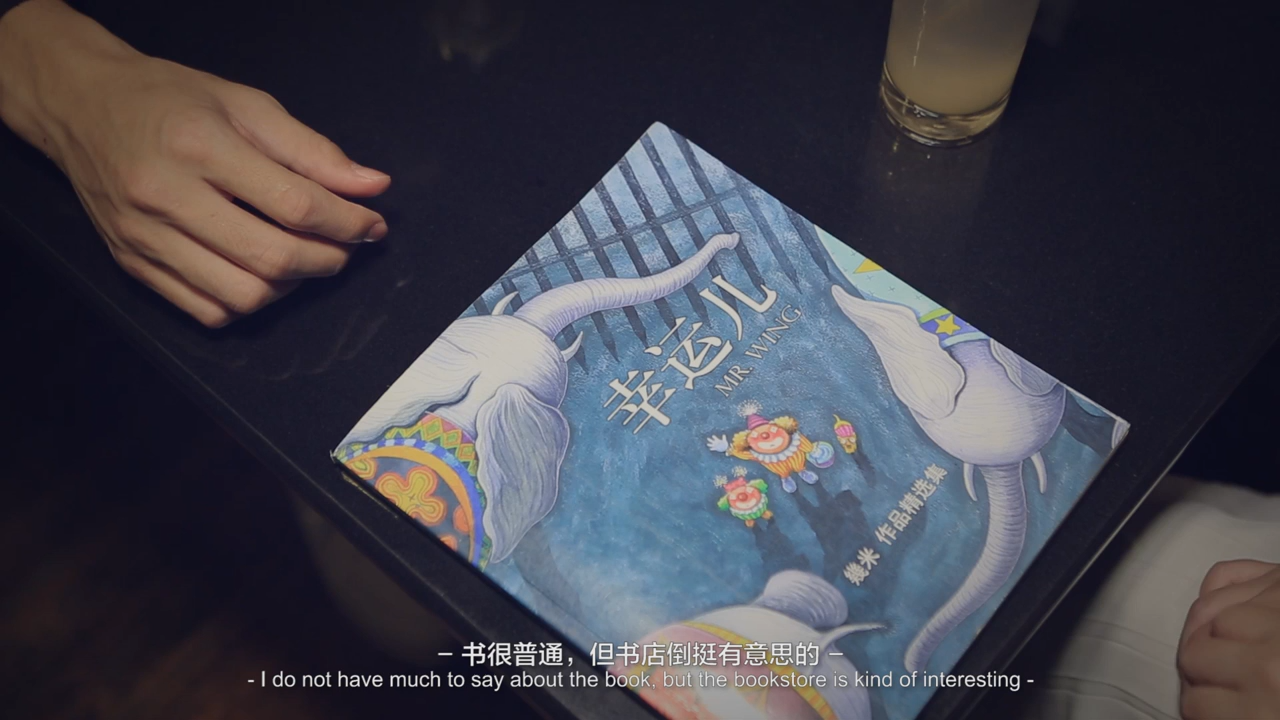 幸运儿
MR. WING
幾米 作品精选集
– 书很普通，但书店倒挺有意思的 –
- I do not have much to say about the book, but the bookstore is kind of interesting -